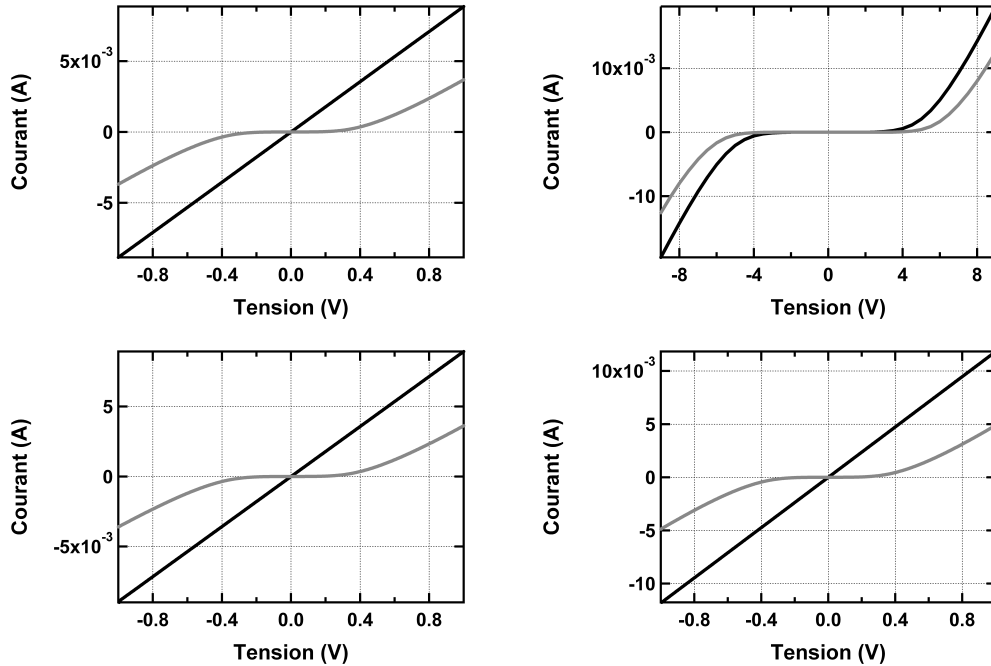 Courant (A)
5x10-3
0
-5
-0.8 -0.4 0.0 0.4 0.8
Tension (V)
Courant (A)
10x10-3
0
-10
-8 -4 0 4 8
Tension (V)
Courant (A)
5
0
-5x10-3
-0.8 -0.4 0.0 0.4 0.8
Tension (V)
Courant (A)
10x10-3
5
0
-5
-10
-0.8 -0.4 0.0 0.4 0.8
Tension (V)